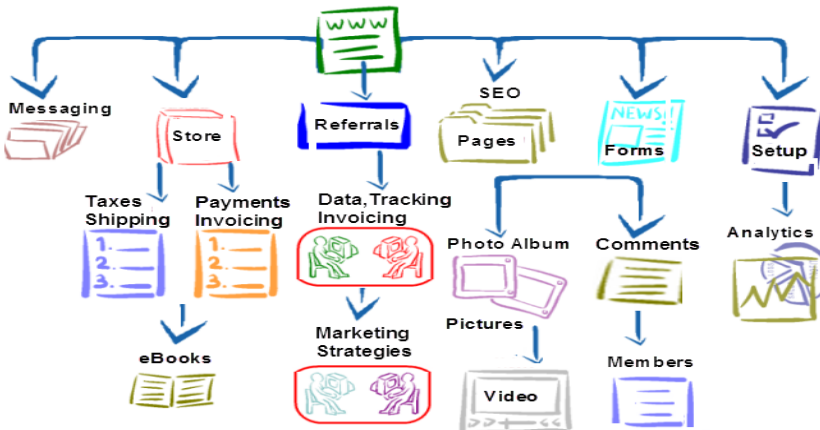 WWW
Messaging
Store
Referrals
SEO
Pages
NEWS!
Forms
Setup
Taxes
Shipping
1.
2.
3.
Payments
Invoicing
1.
2.
3.
Data,Tracking
Invoicing
Photo Album
Comments
Analytics
Pictures
eBooks
Marketing
Strategies
Video
Members